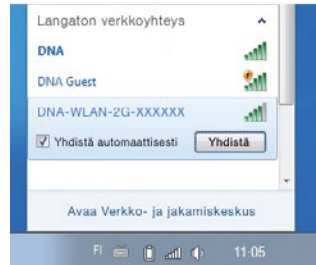 Langaton verkkoyhteys
DNA
DNA Guest
DNA-WLAN-2G-XXXXXX
Yhdistä automaattisesti
Yhdistä
Avaa Verkko- ja jakamiskeskus
FI
11:05